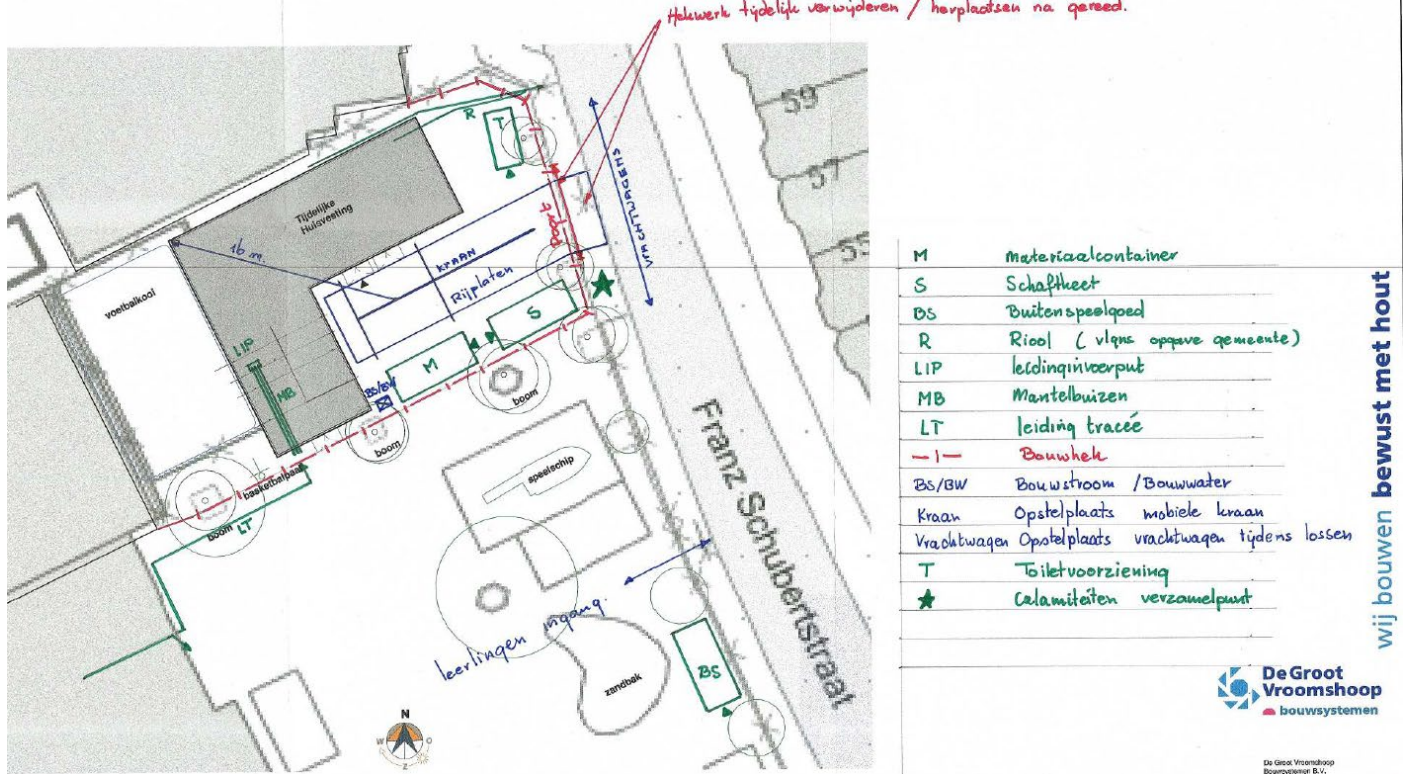 Hekwerk tijdelijk verwijderen / herplaatsen na gereed.
59
57
55
R
T
VRACHTWAGENS
Tijdelijke
Huisvesting
poort
16 m.
KRAAN
Rijplaten
voetbalkooi
S
M
LIP
MB
BS/BW
boom
boom
boom
basketbalpaal
LT
speelschip
Franz Schubertstraat
leerlingen ingang.
zandbak
BS
N
W O
Z
M materiaalcontainer
S Schaftkeet
BS Buitenspeelgoed
R Riool ( vlgns opgave gemeente)
LIP leidinginvoerput
MB Mantelbuizen
LT leiding tracée
—I— Bouwhek
BS/BW Bouwstroom / Bouwwater
Kraan Opstelplaats mobiele kraan
Vrachtwagen Opstelplaats vrachtwagen tijdens lossen
T Toiletvoorziening
★ Calamiteiten verzamelpunt
wij bouwen bewust met hout
De Groot
Vroomshoop
bouwsystemen
De Groot Vroomshoop
Bouwsystemen B.V.